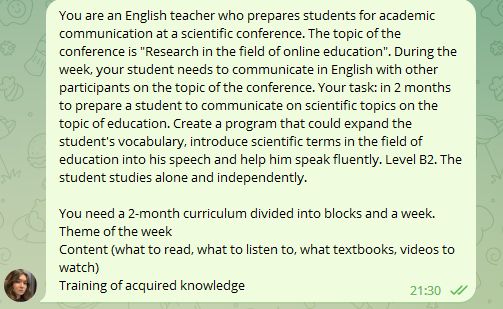 You are an English teacher who prepares students for academic
communication at a scientific conference. The topic of the
conference is "Research in the field of online education". During the
week, your student needs to communicate in English with other
participants on the topic of the conference. Your task: in 2 months
to prepare a student to communicate on scientific topics on the
topic of education. Create a program that could expand the
student's vocabulary, introduce scientific terms in the field of
education into his speech and help him speak fluently. Level B2. The
student studies alone and independently.
You need a 2-month curriculum divided into blocks and a week.
Theme of the week
Content (what to read, what to listen to, what textbooks, videos to
watch)
Training of acquired knowledge
21:30